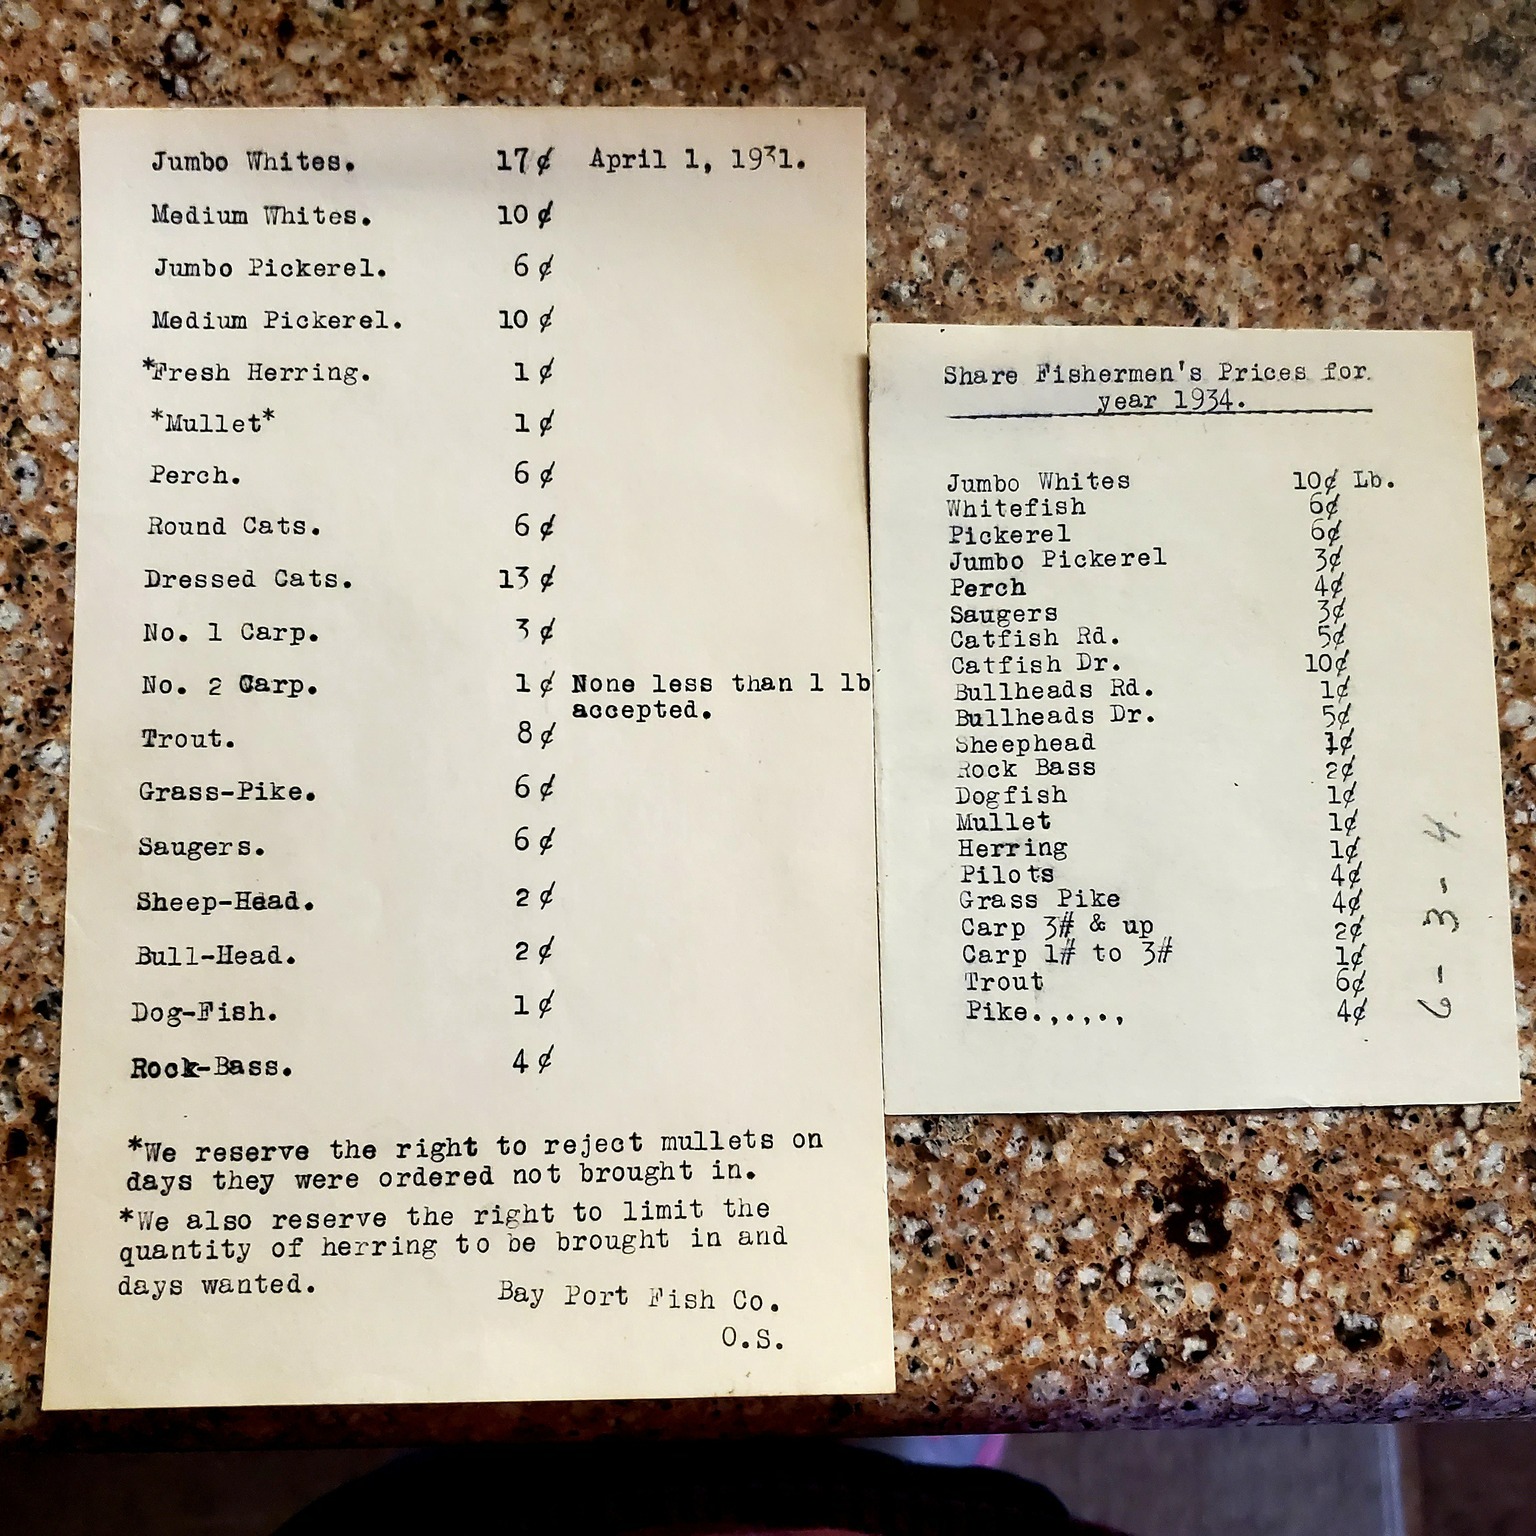 Jumbo Whites. 17¢ April 1, 1931.
Medium Whites. 10¢
Jumbo Pickerel. 6¢
Medium Pickerel. 10¢
*Fresh Herring. 1¢
*Mullet* 1¢
Perch. 6¢
Round Cats. 6¢
Dressed Cats. 13¢
No. 1 Carp. 3¢
No. 2 Carp. 1¢ None less than 1 lb
accepted.
Trout. 8¢
Grass-Pike. 6¢
Saugers. 6¢
Sheep-Head. 2¢
Bull-Head. 2¢
Dog-Fish. 1¢
Rock-Bass. 4¢
*We reserve the right to reject mullets on
days they were ordered not brought in.
*We also reserve the right to limit the
quantity of herring to be brought in and
days wanted.
Bay Port Fish Co.
O.S.
Share Fishermen's Prices for
year 1934.
Jumbo Whites 10¢ Lb.
Whitefish 6¢
Pickerel 6¢
Jumbo Pickerel 3¢
Perch 4¢
Saugers 3¢
Catfish Rd. 5¢
Catfish Dr. 10¢
Bullheads Rd. 1¢
Bullheads Dr. 5¢
Sheephead 1¢
Rock Bass 2¢
Dogfish 1¢
Mullet 1¢
Herring 1¢
Pilots 4¢
Grass Pike 4¢
Carp 3# & up 2¢
Carp 1# to 3# 1¢
Trout 6¢
Pike.,.,., 4¢
6-3-4